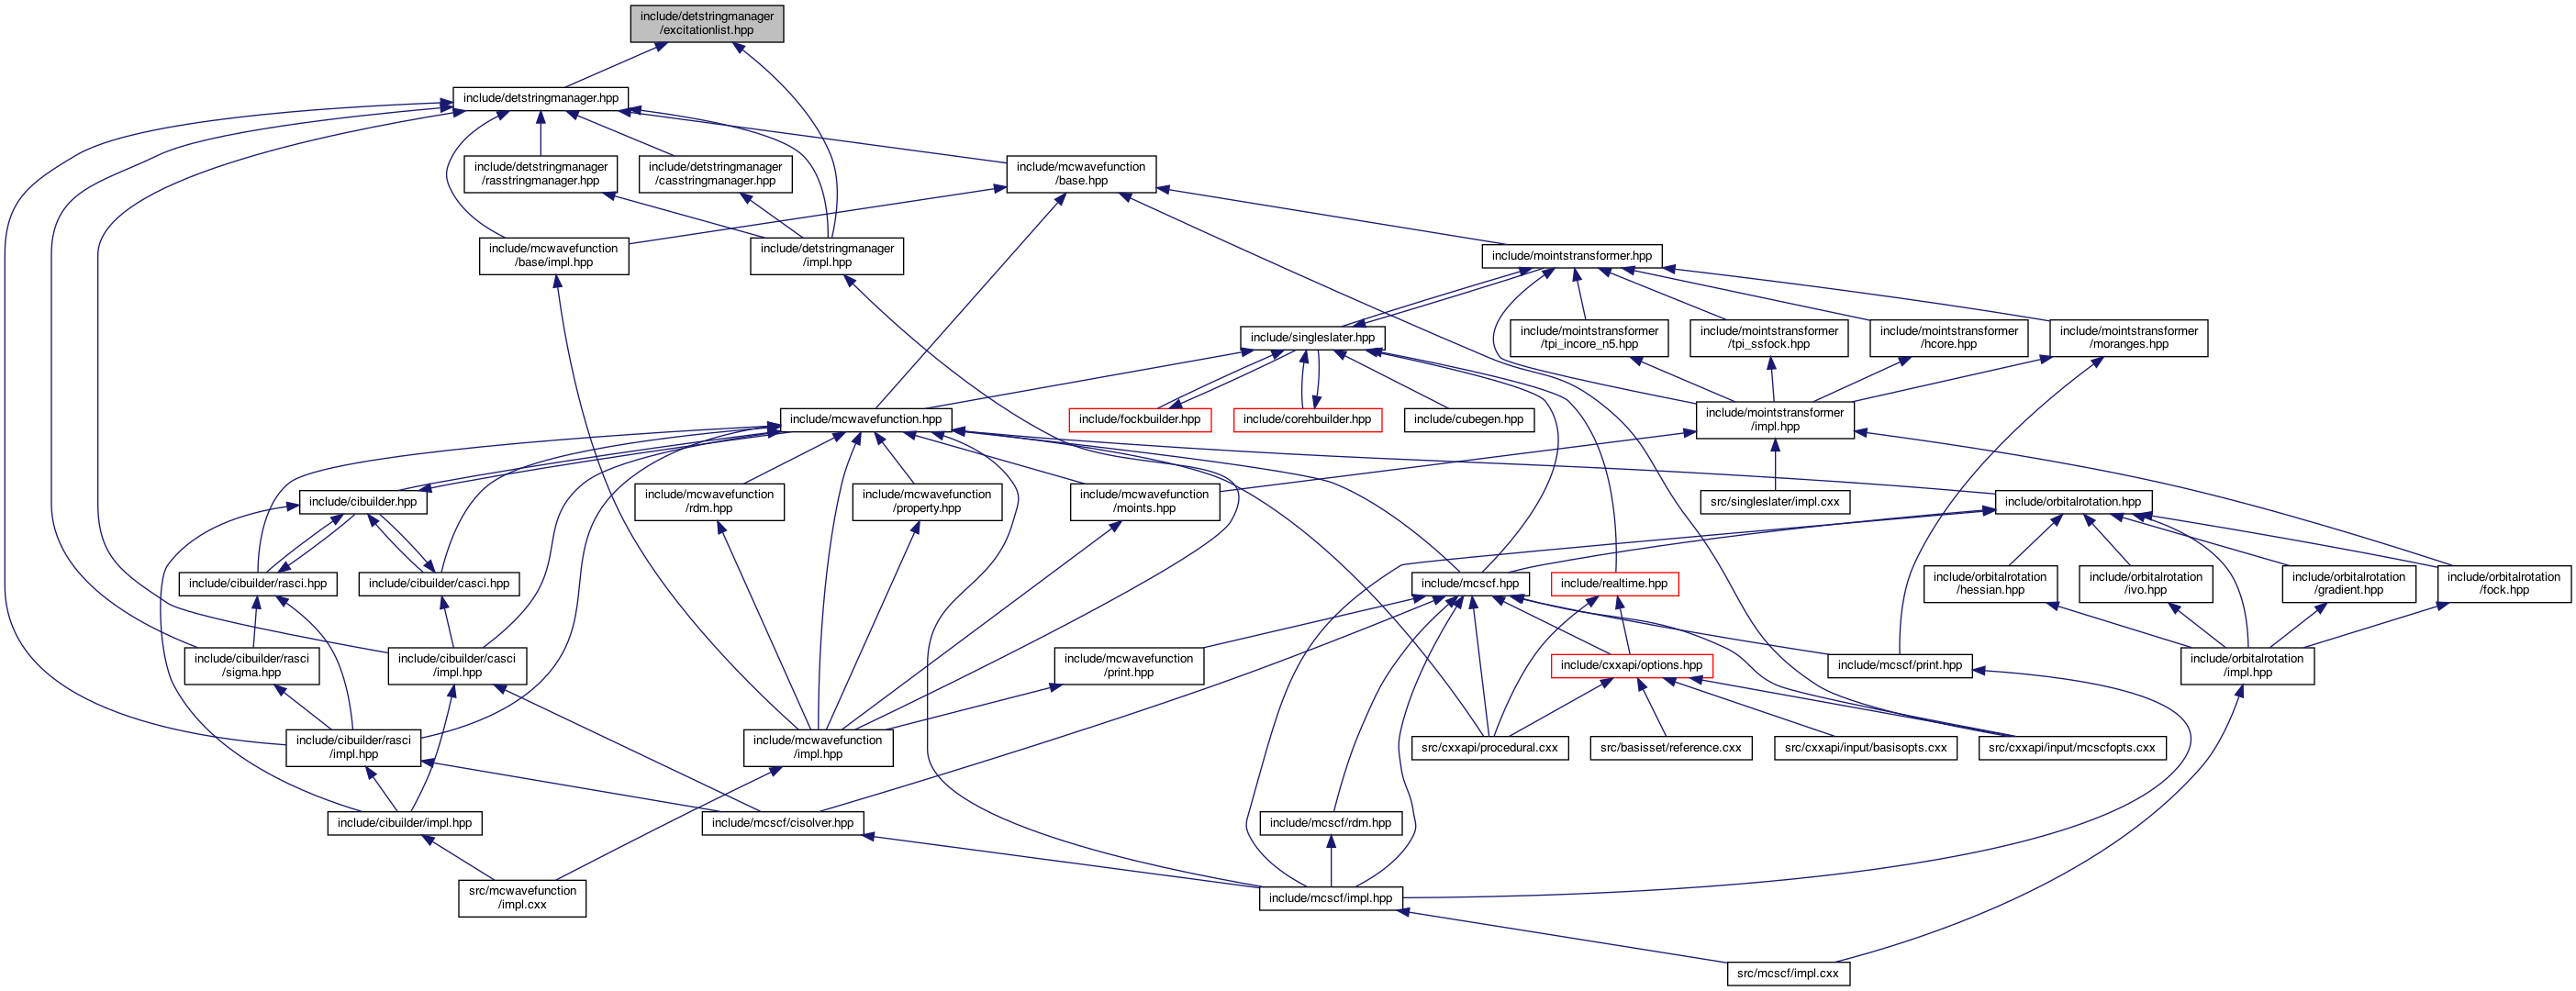 include/detstringmanager
/excitationlist.hpp
include/detstringmanager.hpp
include/detstringmanager
/rasstringmanager.hpp
include/detstringmanager
/casstringmanager.hpp
include/mcwavefunction
/base.hpp
include/mcwavefunction
/base/impl.hpp
include/detstringmanager
/impl.hpp
include/mointstransformer.hpp
include/singleslater.hpp
include/mointstransformer
/tpi_incore_n5.hpp
include/mointstransformer
/tpi_ssfock.hpp
include/mointstransformer
/hcore.hpp
include/mointstransformer
/moranges.hpp
include/mcwavefunction.hpp
include/fockbuilder.hpp
include/corehbuilder.hpp
include/cubegen.hpp
include/mointstransformer
/impl.hpp
include/cibuilder.hpp
include/mcwavefunction
/rdm.hpp
include/mcwavefunction
/property.hpp
include/mcwavefunction
/moints.hpp
src/singleslater/impl.cxx
include/orbitalrotation.hpp
include/cibuilder/rasci.hpp
include/cibuilder/casci.hpp
include/mcscf.hpp
include/realtime.hpp
include/orbitalrotation
/hessian.hpp
include/orbitalrotation
/ivo.hpp
include/orbitalrotation
/gradient.hpp
include/orbitalrotation
/fock.hpp
include/cibuilder/rasci
/sigma.hpp
include/cibuilder/casci
/impl.hpp
include/mcwavefunction
/print.hpp
include/cxxapi/options.hpp
include/mcscf/print.hpp
include/orbitalrotation
/impl.hpp
include/cibuilder/rasci
/impl.hpp
include/mcwavefunction
/impl.hpp
src/cxxapi/procedural.cxx
src/basisset/reference.cxx
src/cxxapi/input/basisopts.cxx
src/cxxapi/input/mcscfopts.cxx
include/cibuilder/impl.hpp
include/mcscf/cisolver.hpp
include/mcscf/rdm.hpp
src/mcwavefunction
/impl.cxx
include/mcscf/impl.hpp
src/mcscf/impl.cxx